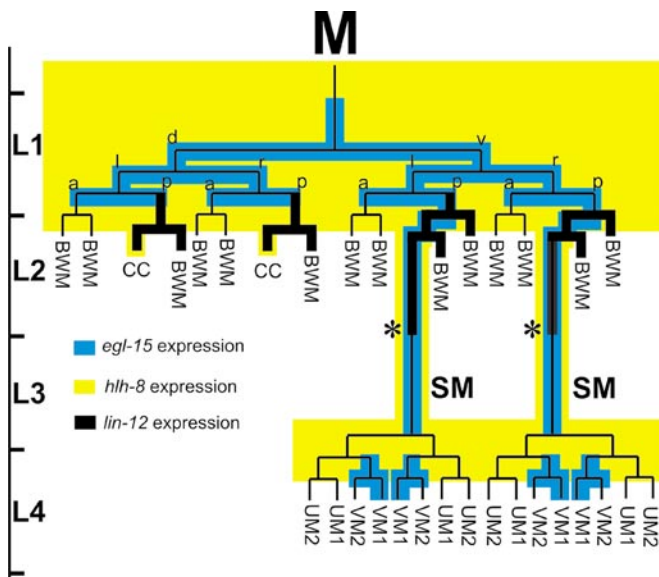 M
L1
d v
l r l r
a p a p a p a p
BWM BWM CC BWM BWM BWM CC BWM BWM BWM BWM BWM BWM BWM BWM BWM
L2
* *
egl-15 expression
hlh-8 expression
lin-12 expression
L3
SM SM
L4
UM2 UM1 VM2 VM1 VM1 VM2 UM1 UM2 UM2 UM1 VM2 VM1 VM1 VM2 UM1 UM2